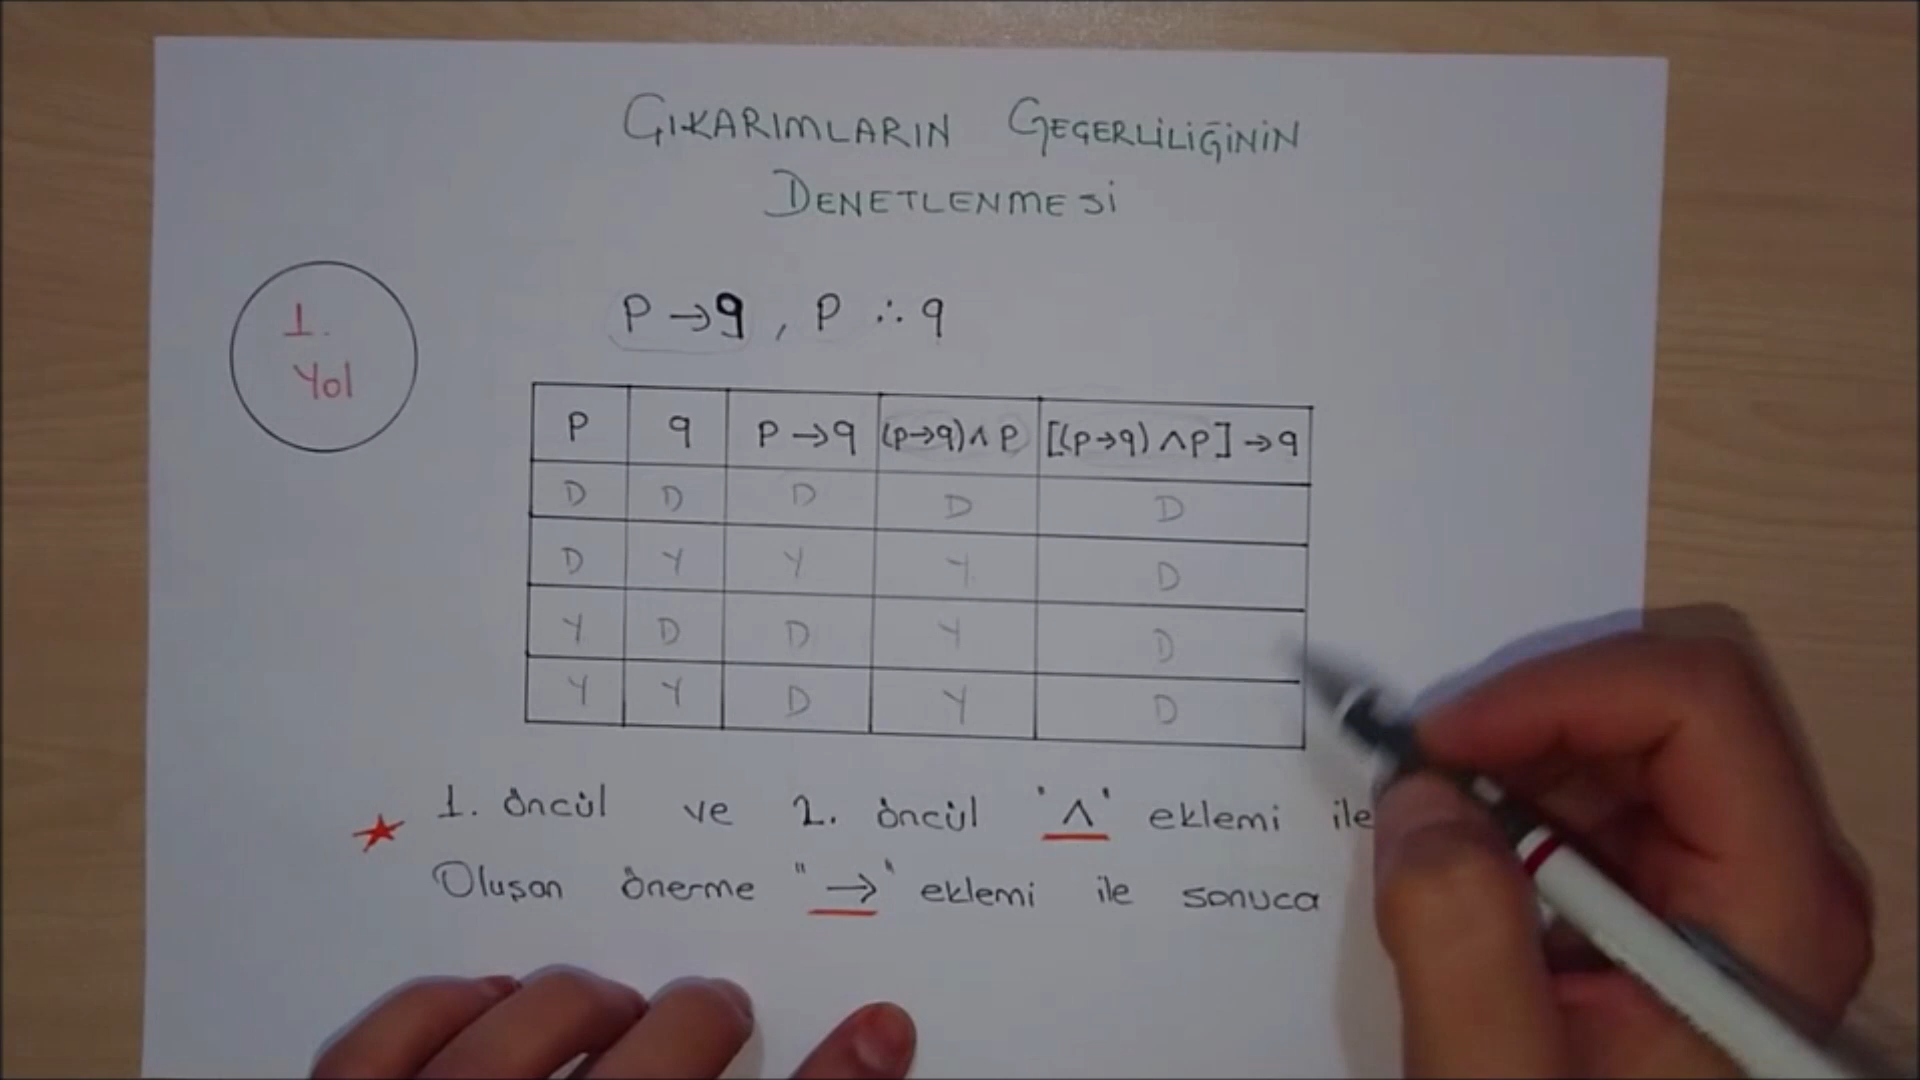 ÇIKARIMLARIN GEÇERLİLİĞİNİN
DENETLENMESİ
1.
Yol
P → q , P ∴ q
P q P → q (p→q) ∧ P [(p→q) ∧ P] → q
D D D D D
D Y Y Y D
Y D D Y D
Y Y D Y D
1. öncül ve 2. öncül "∧" eklemi ile
Oluşan önerme "→" eklemi ile sonuca